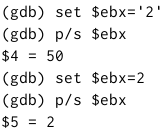 (gdb) set $ebx='2'
(gdb) p/s $ebx
$4 = 50
(gdb) set $ebx=2
(gdb) p/s $ebx
$5 = 2